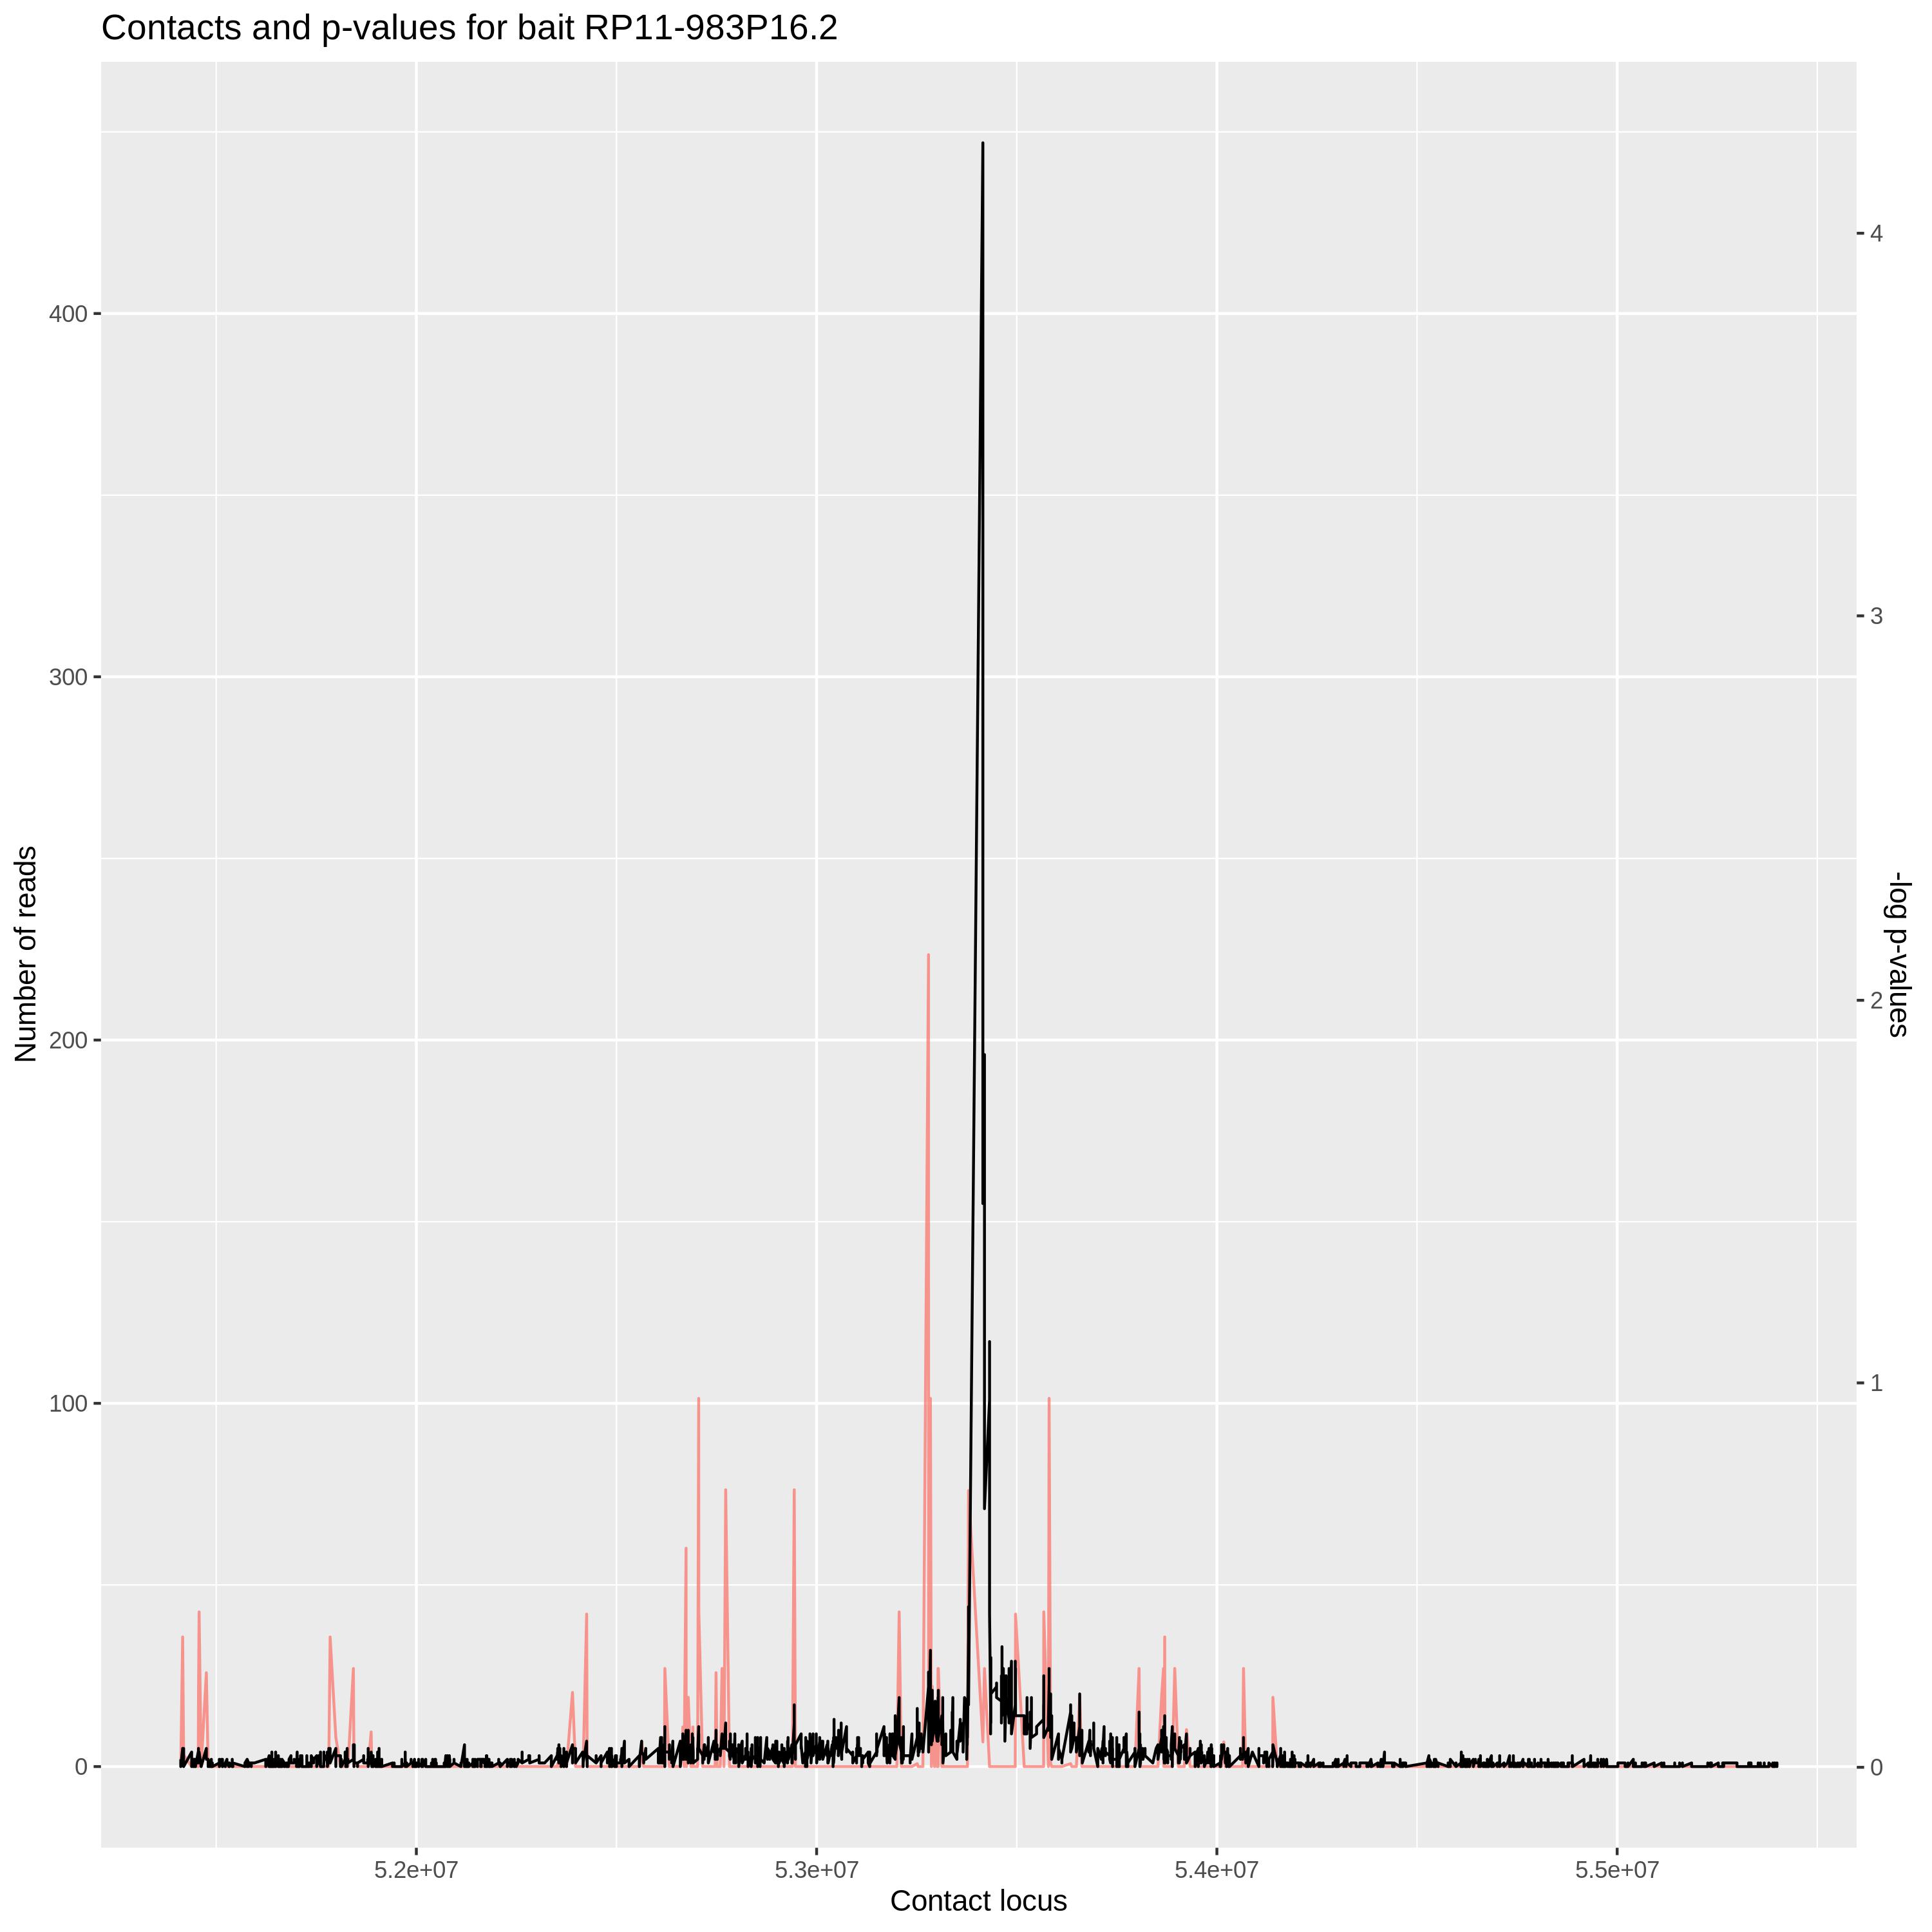 Contacts and p-values for bait RP11-983P16.2
400
300
200
100
0
Number of reads
4
3
2
1
0
-log p-values
5.2e+07
5.3e+07
5.4e+07
5.5e+07
Contact locus